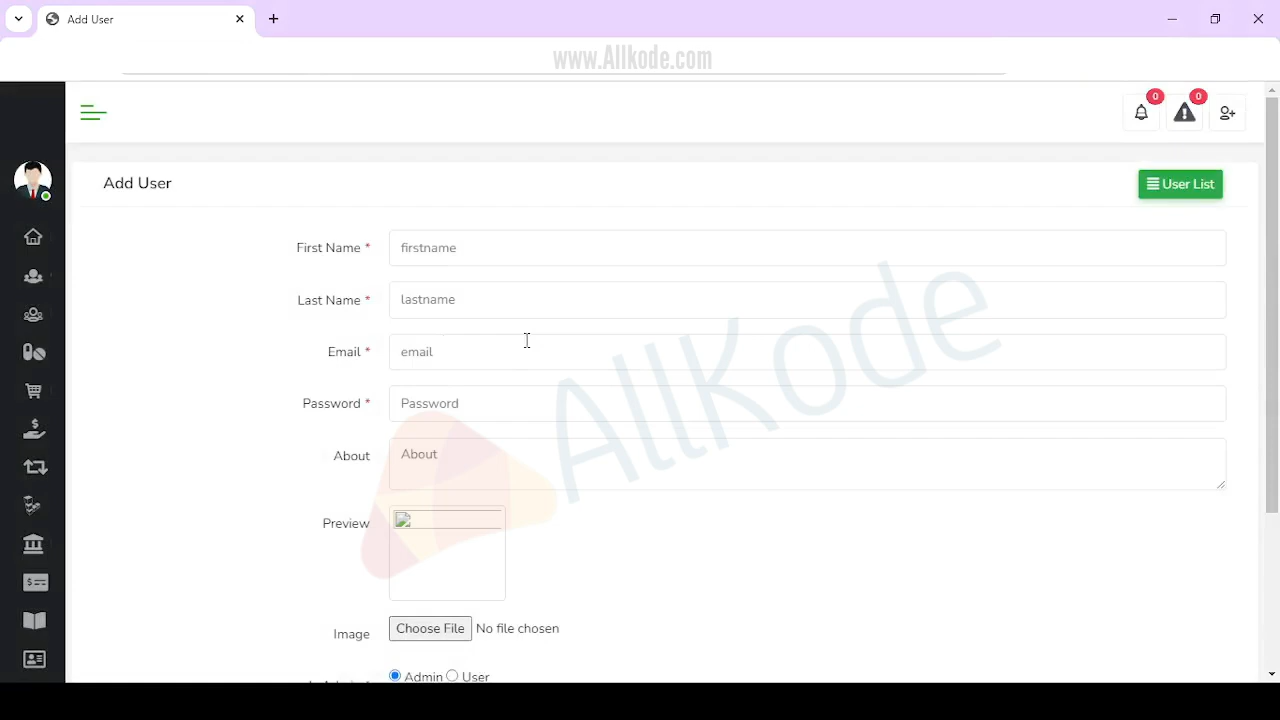 Add User
www.Allkode.com
0
0
Add User
User List
First Name *
firstname
Last Name *
lastname
Email *
email
Password *
Password
About
About
AllKode
Preview
Image
Choose File No file chosen
Admin User